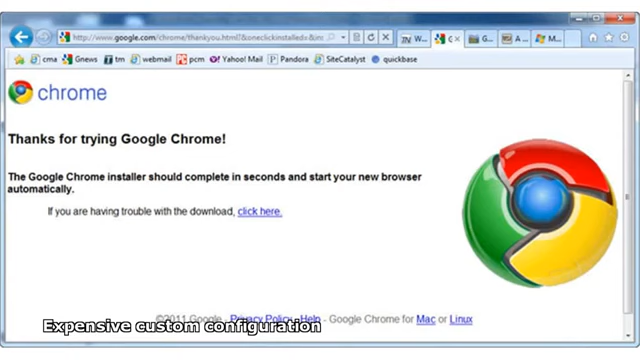 http://www.google.com/chrome/thankyou.html?&oneclickinstalled=&in
W...
G
G...
A ...
M...
cma Gnews tm webmail pcm Yahoo! Mail Pandora SiteCatalyst quickbase
chrome
Thanks for trying Google Chrome!
The Google Chrome installer should complete in seconds and start your new browser
automatically.
If you are having trouble with the download, click here.
©2011 Google - Privacy Policy - Help - Google Chrome for Mac or Linux
Expensive custom configuration